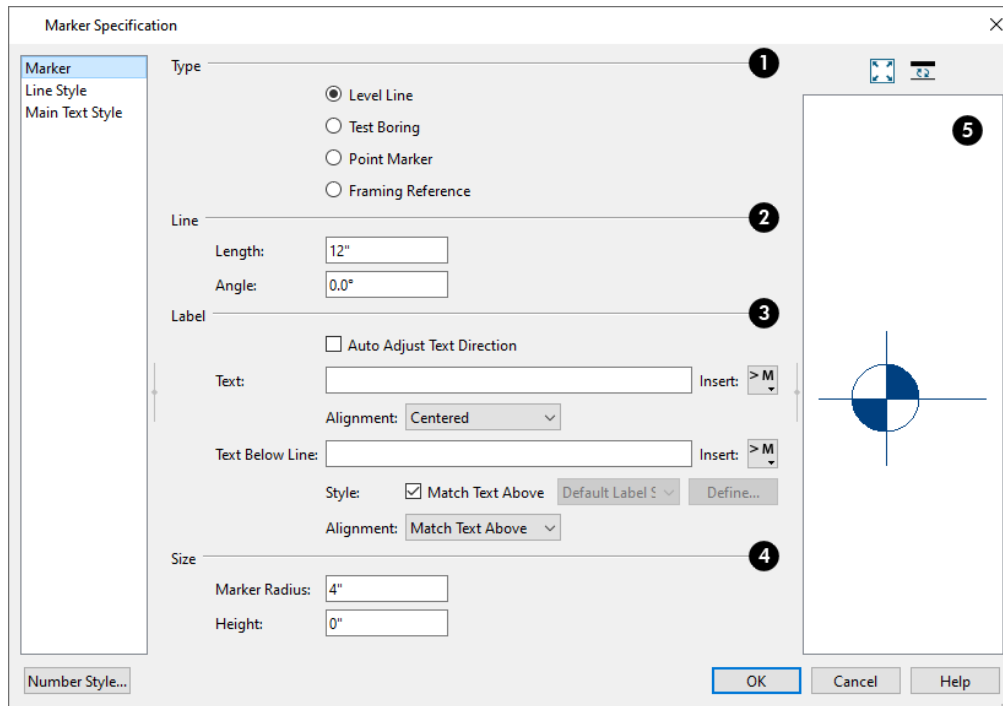 Marker Specification
Marker
Line Style
Main Text Style
Type
1
Level Line
Test Boring
Point Marker
Framing Reference
Line
2
Length: 12"
Angle: 0.0°
Label
3
Auto Adjust Text Direction
Text: Insert: > M
Alignment: Centered
Text Below Line: Insert: > M
Style: Match Text Above Default Label S Define...
Alignment: Match Text Above
Size
4
Marker Radius: 4"
Height: 0"
5
Number Style... OK Cancel Help